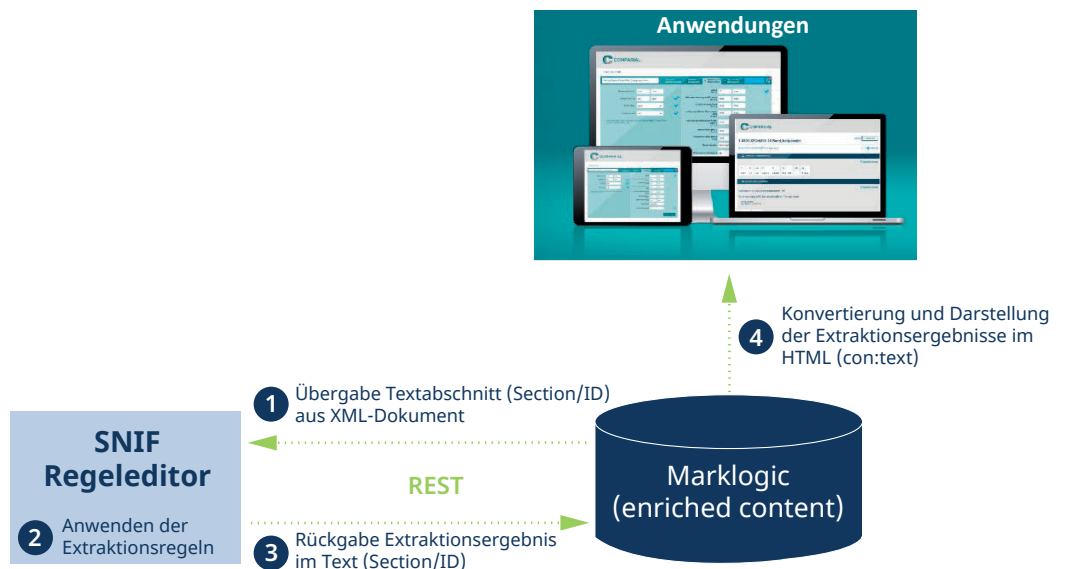 Anwendungen
CONPARIAL
4
Konvertierung und Darstellung
der Extraktionsergebnisse im
HTML (con:text)
1
Übergabe Textabschnitt (Section/ID)
aus XML-Dokument
SNIF
Regeleditor
2
Anwenden der
Extraktionsregeln
REST
Marklogic
(enriched content)
3
Rückgabe Extraktionsergebnis
im Text (Section/ID)